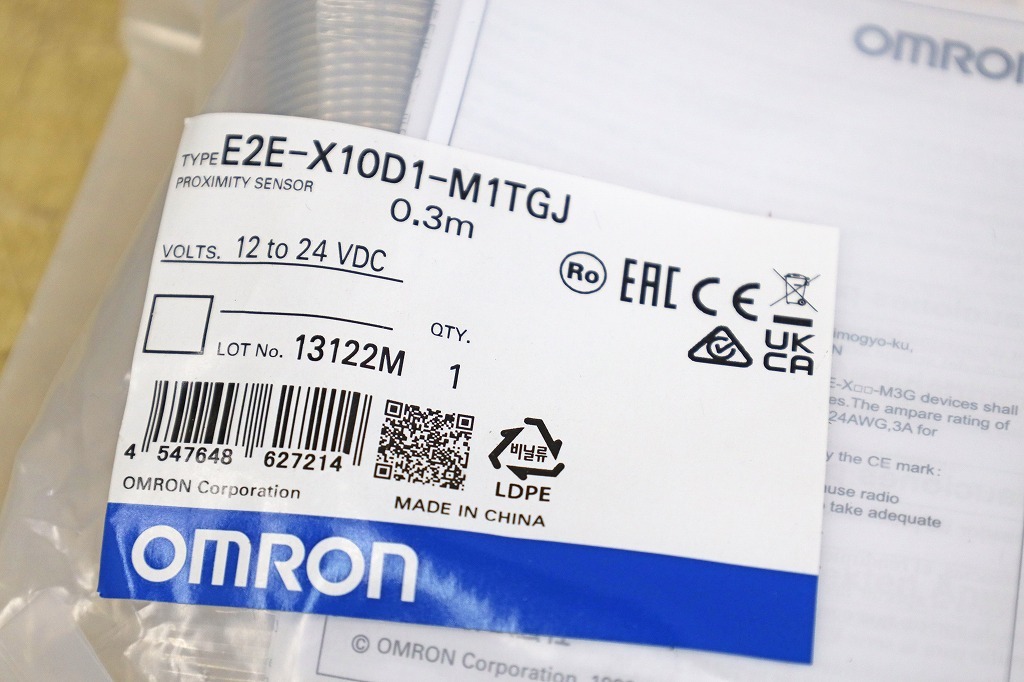 OMRON
TYPE E2E-X10D1-M1TGJ
PROXIMITY SENSOR
0.3m
VOLTS. 12 to 24 VDC
Ro EAC CE
UK
CA
QTY.
LOT No. 13122M 1
4 547648 627214
비닐류
LDPE
OMRON Corporation
MADE IN CHINA
OMRON
imogyo-ku,
E-X□□-M3G devices shall
es.The ampare rating of
24AWG,3A for
y the CE mark:
use radio
take adequate
© OMRON Corporation,